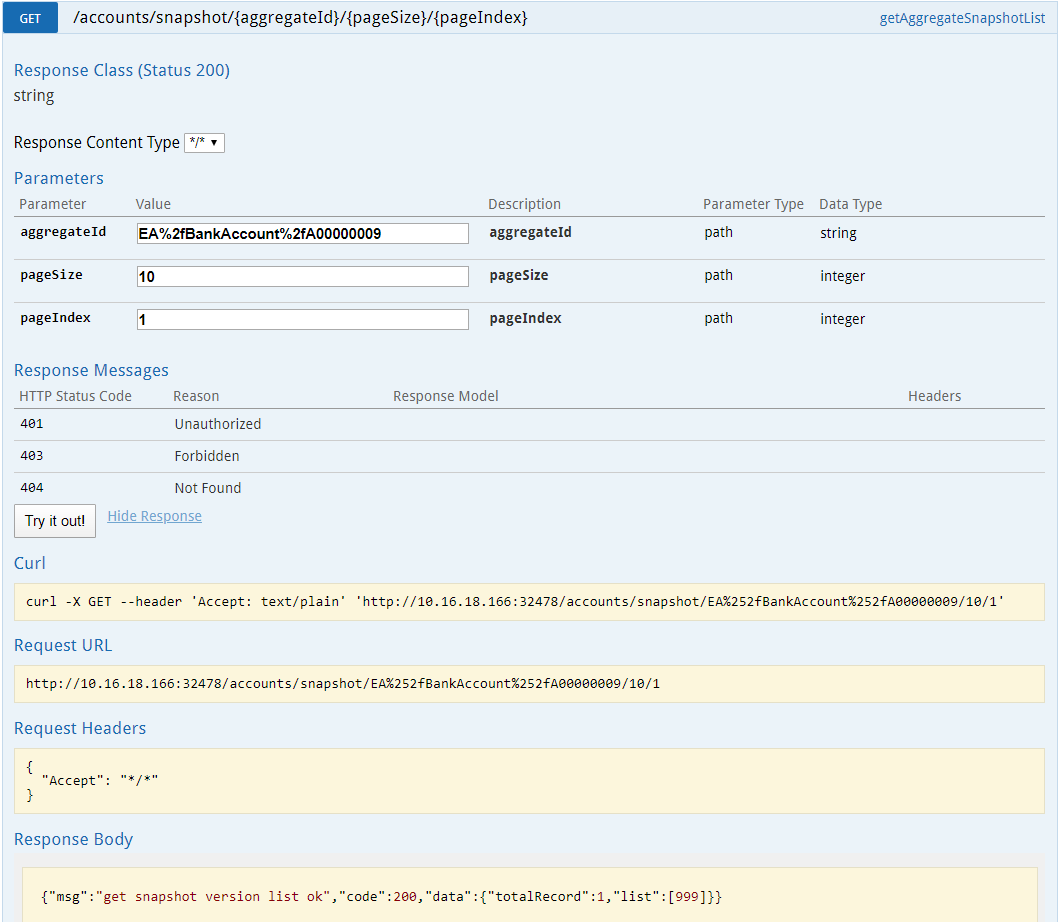 GET /accounts/snapshot/{aggregateId}/{pageSize}/{pageIndex} getAggregateSnapshotList
Response Class (Status 200)
string
Response Content Type */* ▼
Parameters
Parameter Value Description Parameter Type Data Type
aggregateId EA%2fBankAccount%2fA00000009 aggregateId path string
pageSize 10 pageSize path integer
pageIndex 1 pageIndex path integer
Response Messages
HTTP Status Code Reason Response Model Headers
401 Unauthorized
403 Forbidden
404 Not Found
Try it out! Hide Response
Curl
curl -X GET --header 'Accept: text/plain' 'http://10.16.18.166:32478/accounts/snapshot/EA%252fBankAccount%252fA00000009/10/1'
Request URL
http://10.16.18.166:32478/accounts/snapshot/EA%252fBankAccount%252fA00000009/10/1
Request Headers
{
"Accept": "*/*"
}
Response Body
{"msg":"get snapshot version list ok","code":200,"data":{"totalRecord":1,"list":[999]}}